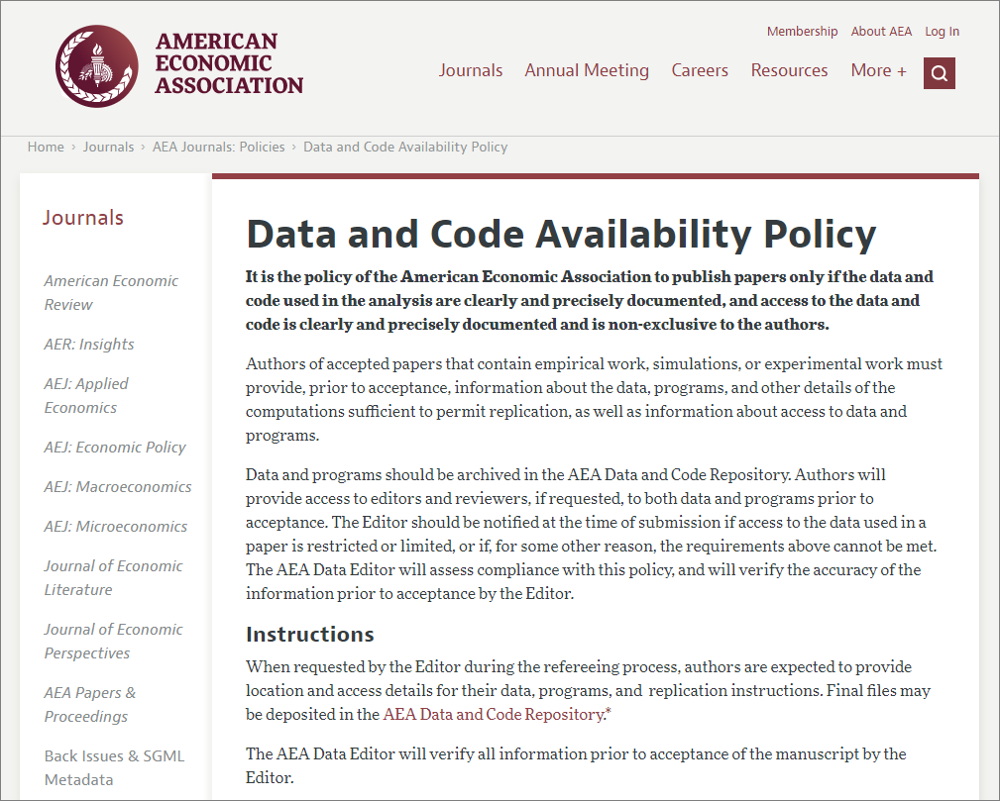 AMERICAN
ECONOMIC
ASSOCIATION
Membership About AEA Log In
Journals Annual Meeting Careers Resources More +
Home › Journals › AEA Journals: Policies › Data and Code Availability Policy
Journals
American Economic
Review
AER: Insights
AEJ: Applied
Economics
AEJ: Economic Policy
AEJ: Macroeconomics
AEJ: Microeconomics
Journal of Economic
Literature
Journal of Economic
Perspectives
AEA Papers &
Proceedings
Back Issues & SGML
Metadata
Data and Code Availability Policy
It is the policy of the American Economic Association to publish papers only if the data and
code used in the analysis are clearly and precisely documented, and access to the data and
code is clearly and precisely documented and is non-exclusive to the authors.
Authors of accepted papers that contain empirical work, simulations, or experimental work must
provide, prior to acceptance, information about the data, programs, and other details of the
computations sufficient to permit replication, as well as information about access to data and
programs.
Data and programs should be archived in the AEA Data and Code Repository. Authors will
provide access to editors and reviewers, if requested, to both data and programs prior to
acceptance. The Editor should be notified at the time of submission if access to the data used in a
paper is restricted or limited, or if, for some other reason, the requirements above cannot be met.
The AEA Data Editor will assess compliance with this policy, and will verify the accuracy of the
information prior to acceptance by the Editor.
Instructions
When requested by the Editor during the refereeing process, authors are expected to provide
location and access details for their data, programs, and replication instructions. Final files may
be deposited in the AEA Data and Code Repository.*
The AEA Data Editor will verify all information prior to acceptance of the manuscript by the
Editor.